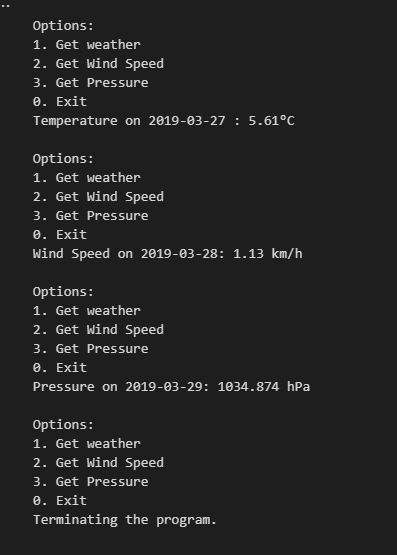 ..
Options:
1. Get weather
2. Get Wind Speed
3. Get Pressure
0. Exit
Temperature on 2019-03-27 : 5.61°C
Options:
1. Get weather
2. Get Wind Speed
3. Get Pressure
0. Exit
Wind Speed on 2019-03-28: 1.13 km/h
Options:
1. Get weather
2. Get Wind Speed
3. Get Pressure
0. Exit
Pressure on 2019-03-29: 1034.874 hPa
Options:
1. Get weather
2. Get Wind Speed
3. Get Pressure
0. Exit
Terminating the program.